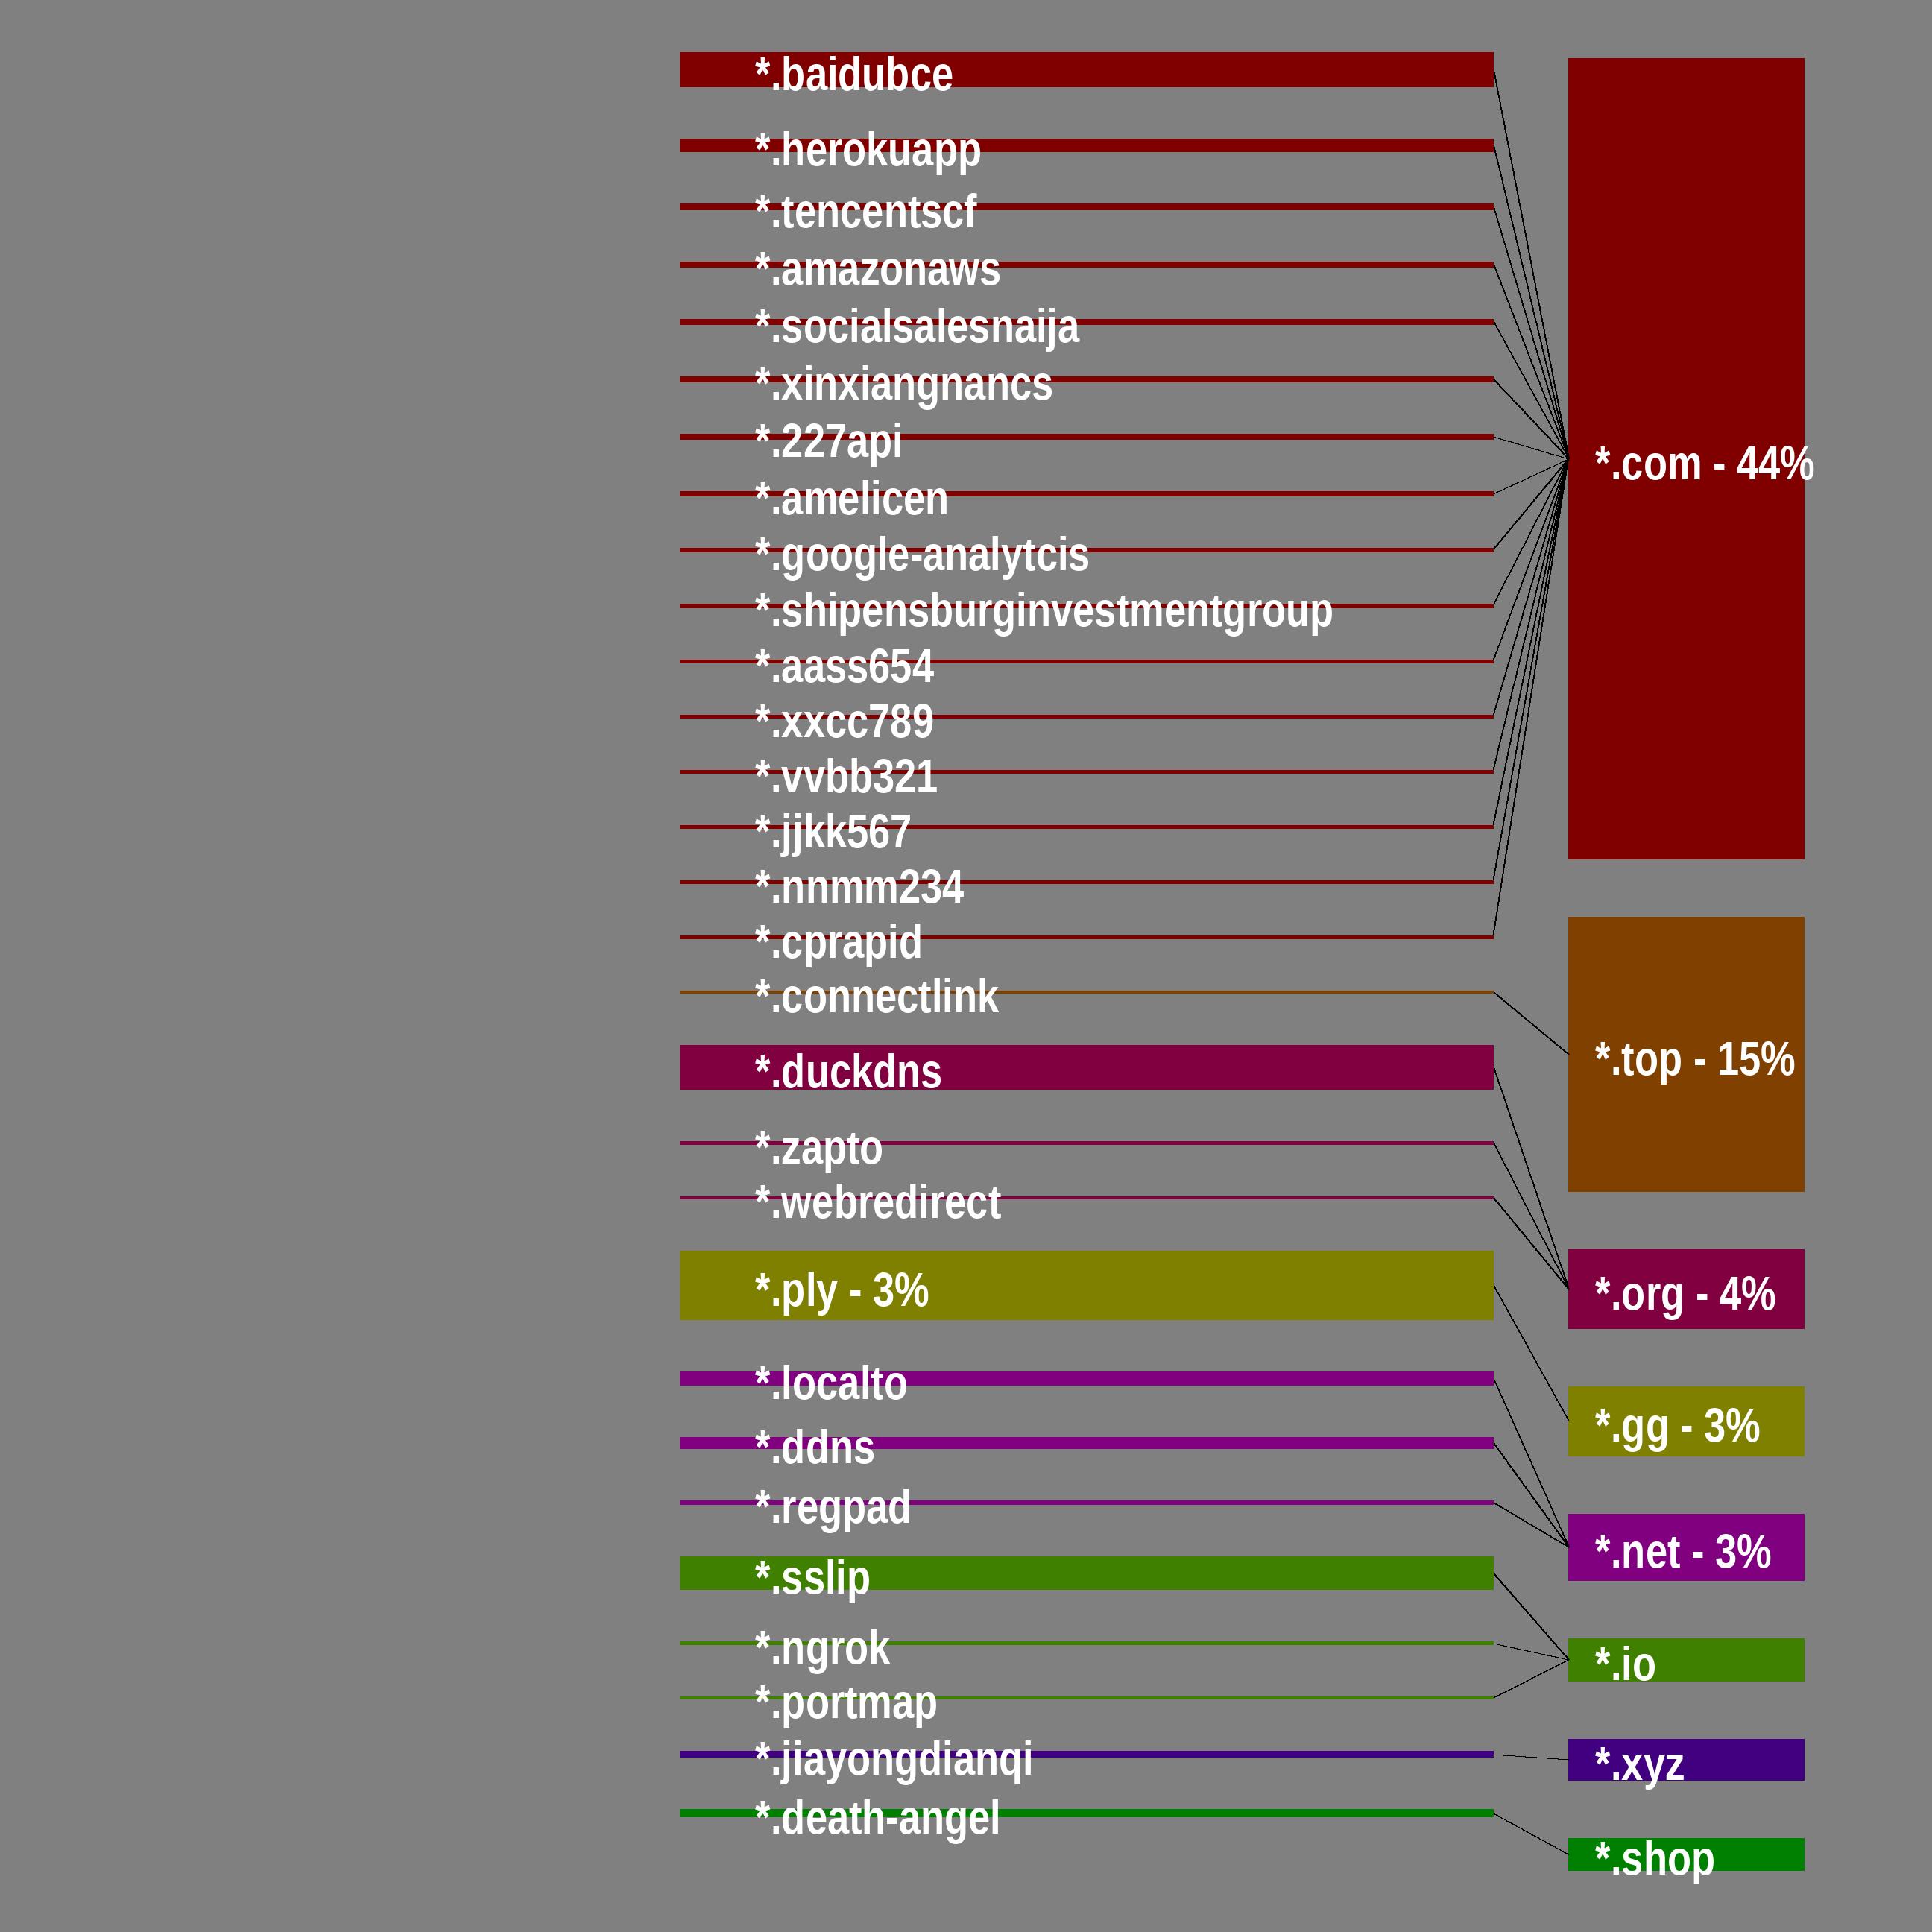 *.baidubce
*.herokuapp
*.tencentscf
*.amazonaws
*.socialsalesnaija
*.xinxiangnancs
*.227api
*.com - 44%
*.amelicen
*.google-analytcis
*.shipensburginvestmentgroup
*.aass654
*.xxcc789
*.vvbb321
*.jjkk567
*.nnmm234
*.cprapid
*.connectlink
*.top - 15%
*.duckdns
*.zapto
*.webredirect
*.ply - 3%
*.org - 4%
*.localto
*.gg - 3%
*.ddns
*.regpad
*.net - 3%
*.sslip
*.ngrok
*.io
*.portmap
*.jiayongdianqi
*.xyz
*.death-angel
*.shop